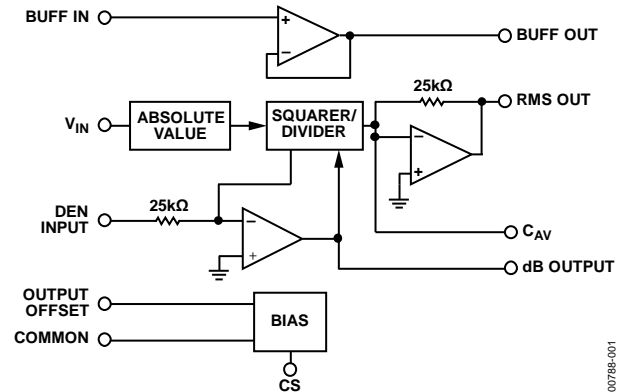 BUFF IN
BUFF OUT
25kΩ
RMS OUT
V_IN
ABSOLUTE
VALUE
SQUARER/
DIVIDER
DEN
INPUT
25kΩ
C_AV
dB OUTPUT
OUTPUT
OFFSET
COMMON
BIAS
CS
00788-001
+
−
−
+
−
+